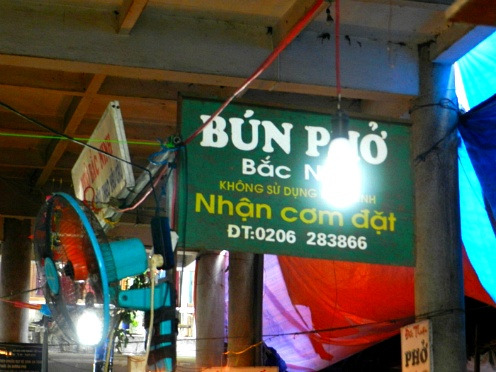 BÚN PHỞ
Bắc
KHÔNG SỬ DỤNG
Nhận cơm đặt
ĐT:0206 283866
PHỞ